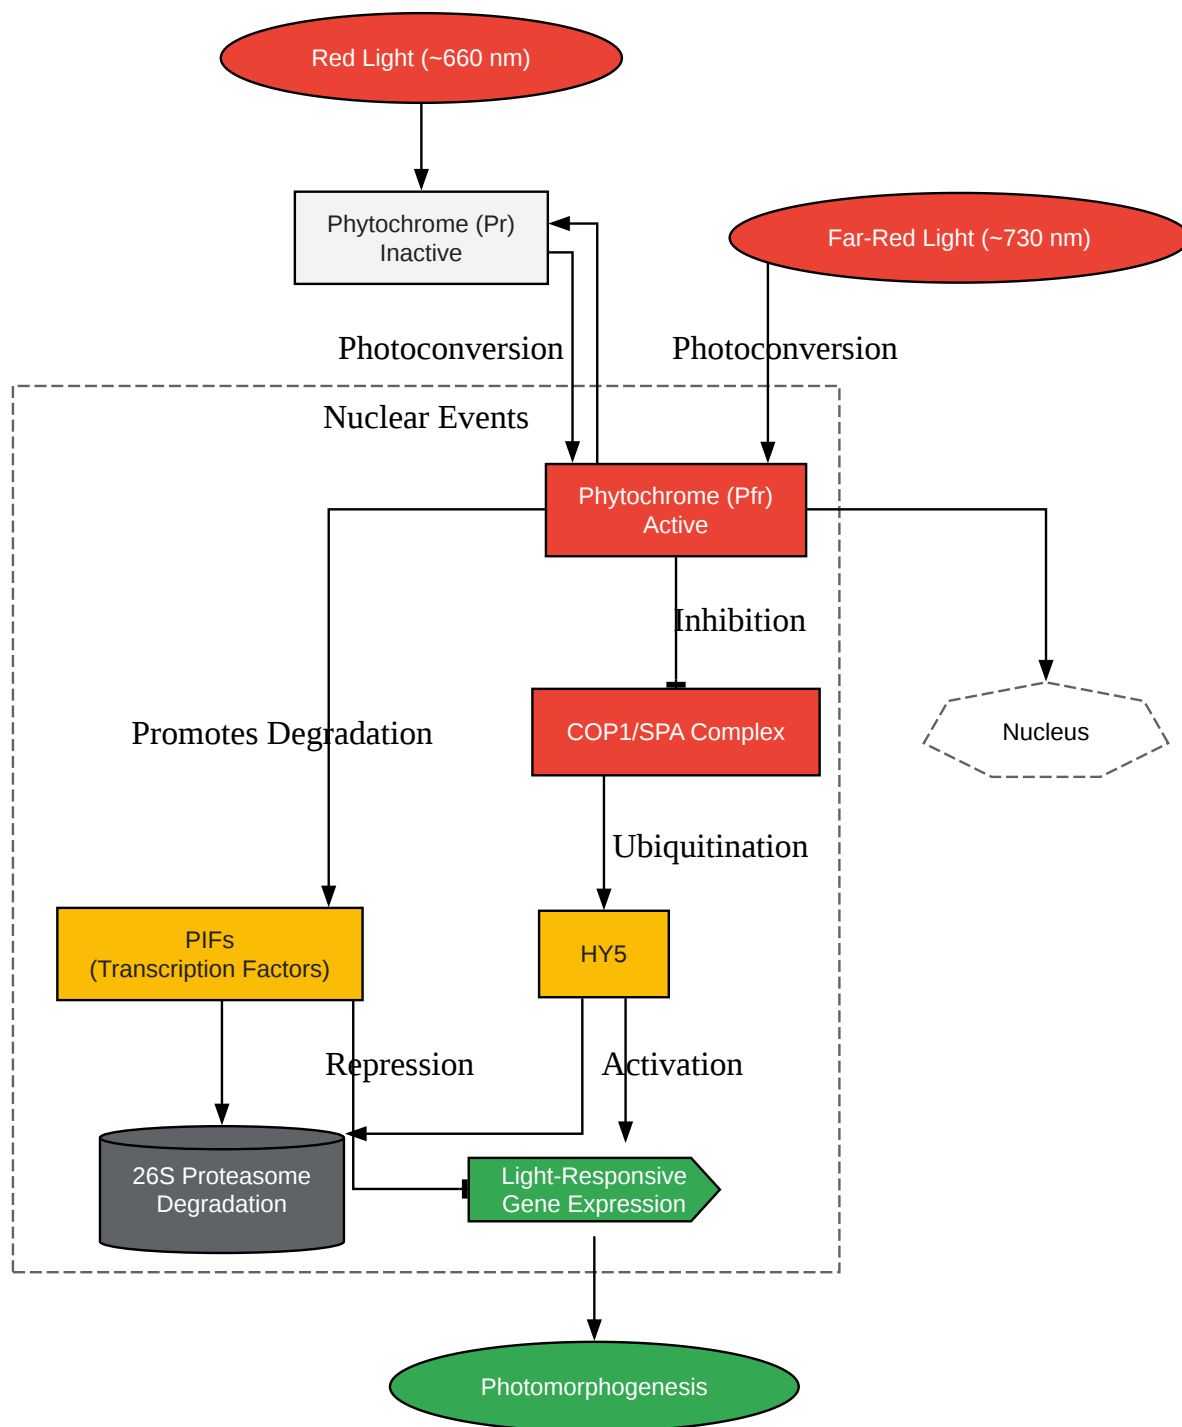 Red Light (~660 nm)
Phytochrome (Pr)
Inactive
Far-Red Light (~730 nm)
Photoconversion
Photoconversion
Nuclear Events
Phytochrome (Pfr)
Active
Inhibition
Promotes Degradation
COP1/SPA Complex
Nucleus
Ubiquitination
PIFs
(Transcription Factors)
HY5
Repression
Activation
26S Proteasome
Degradation
Light-Responsive
Gene Expression
Photomorphogenesis